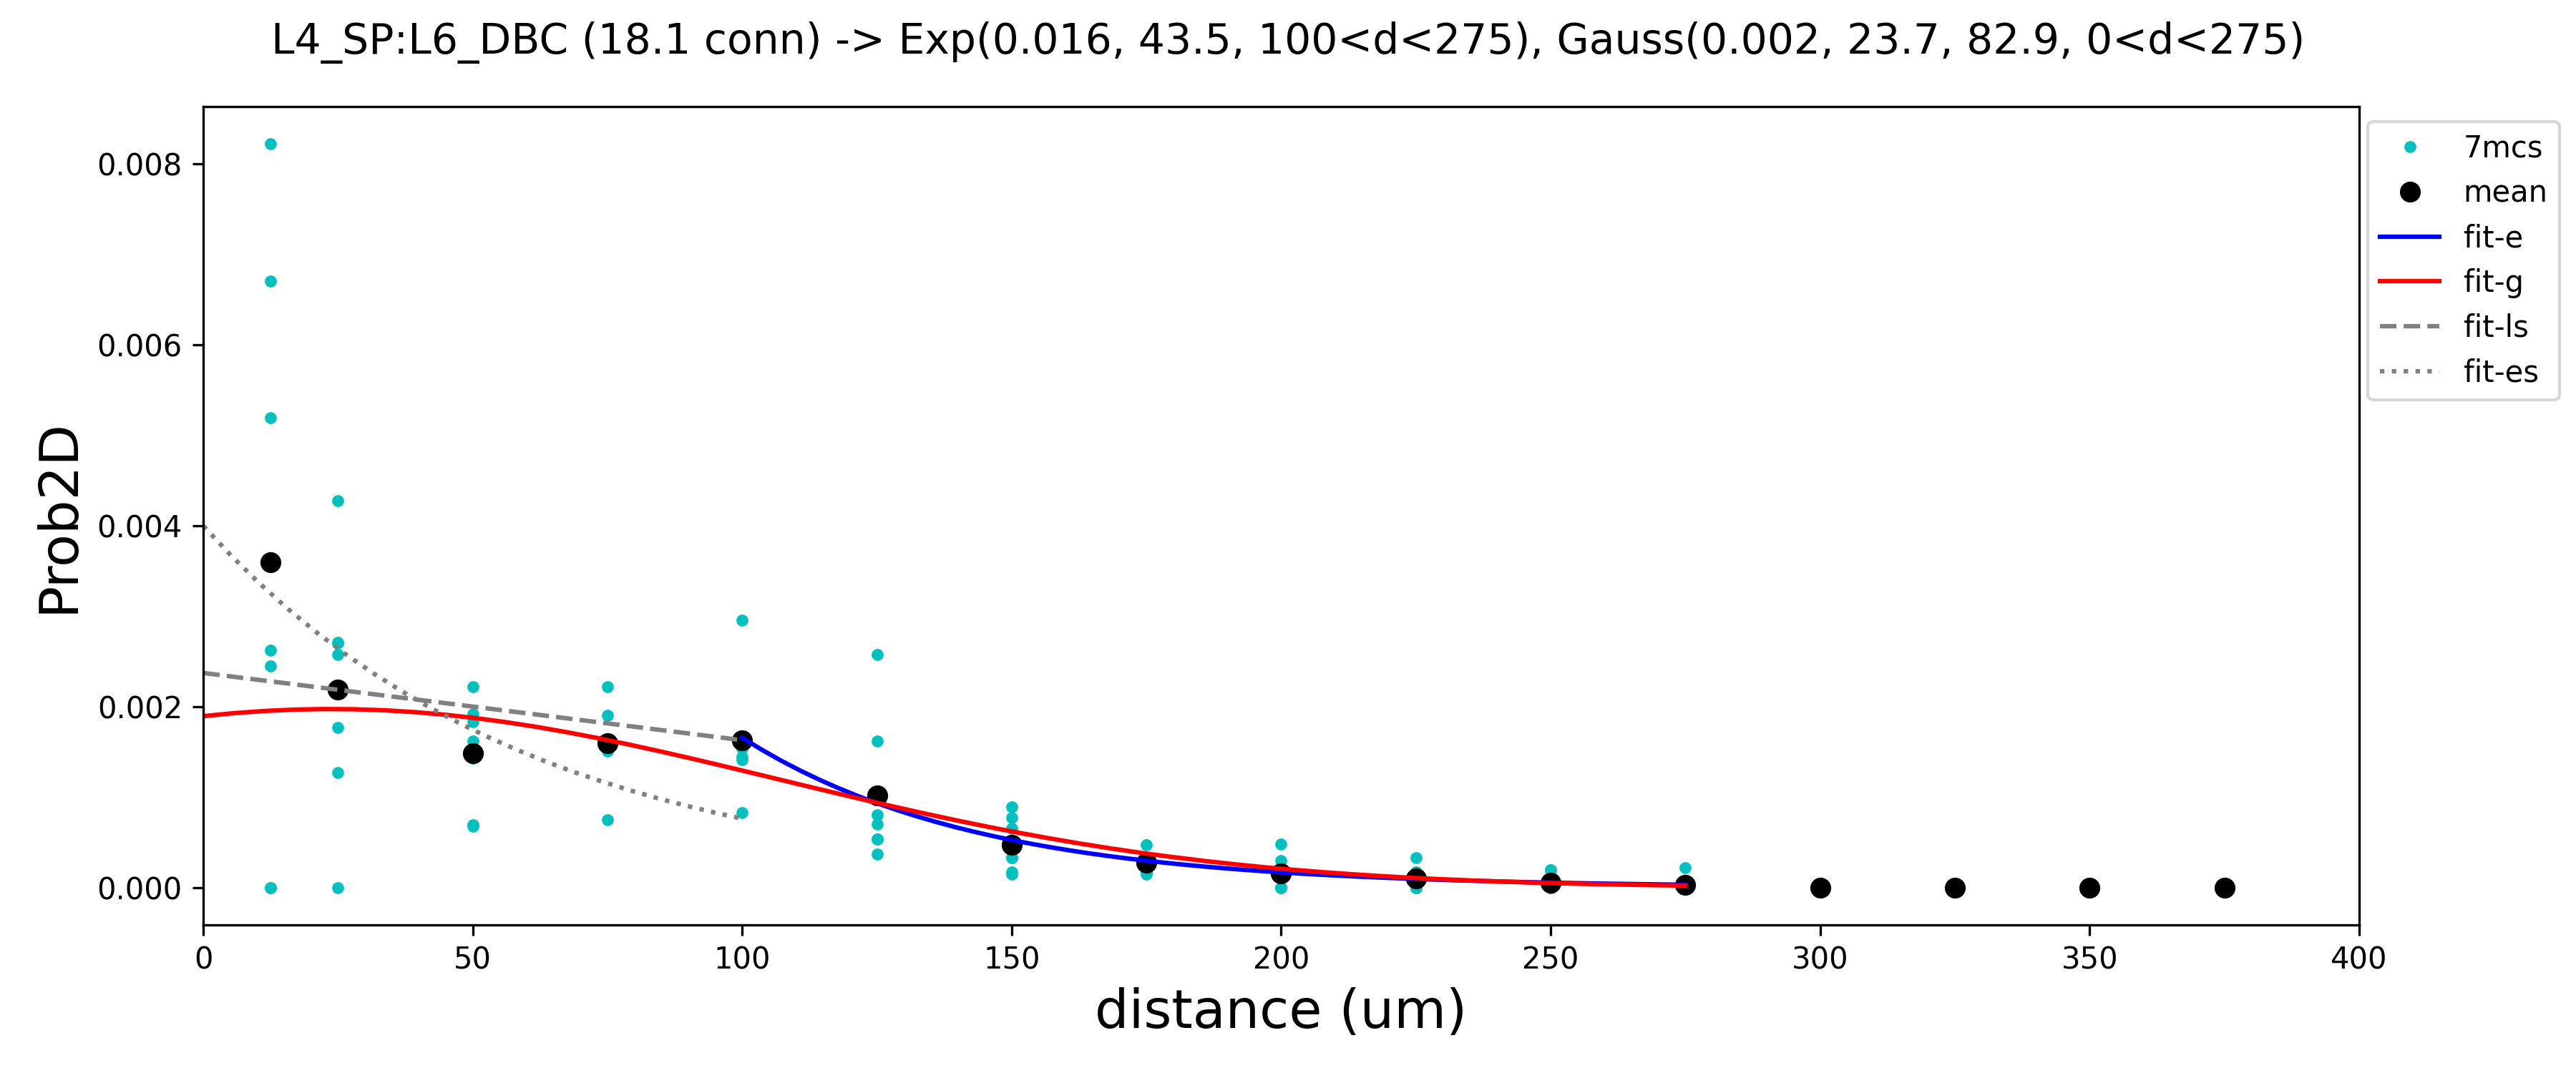 L4_SP:L6_DBC (18.1 conn) -> Exp(0.016, 43.5, 100<d<275), Gauss(0.002, 23.7, 82.9, 0<d<275)
7mcs
mean
fit-e
fit-g
fit-ls
fit-es
Prob2D
0.008
0.006
0.004
0.002
0.000
0 50 100 150 200 250 300 350 400
distance (um)